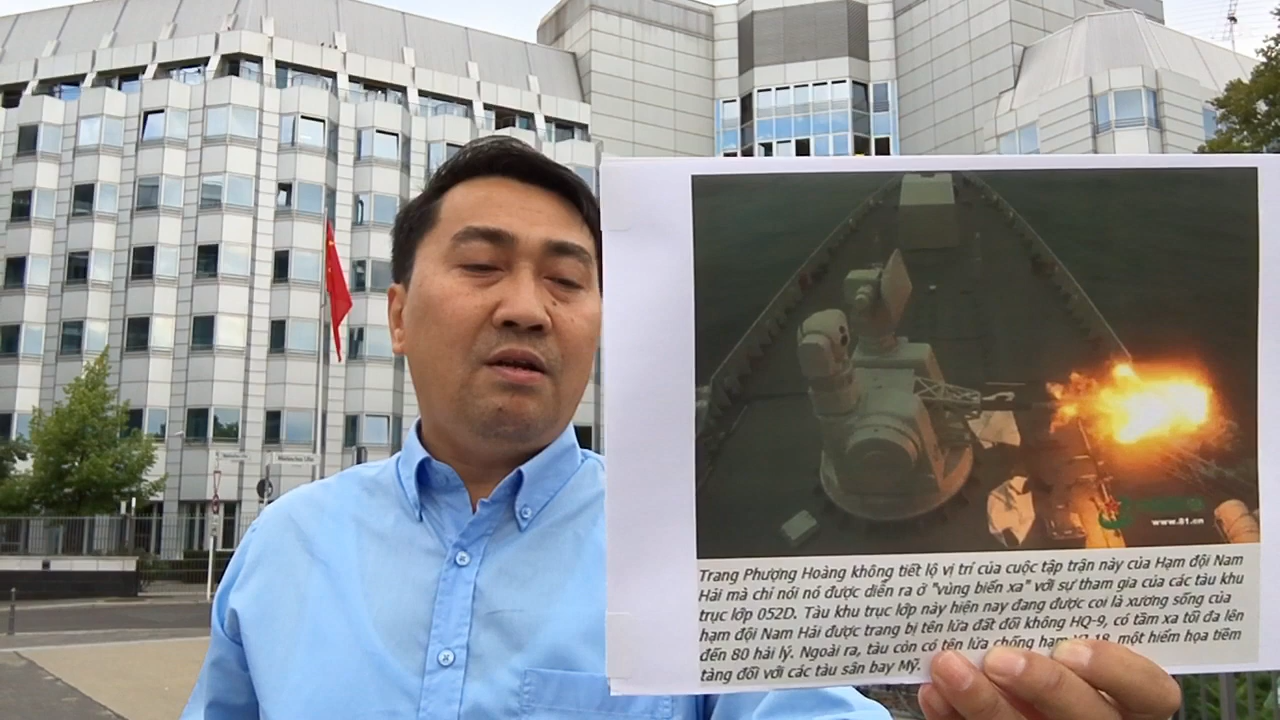 www.81.cn
Trang Phượng Hoàng không tiết lộ vị trí của cuộc tập trận này của Hạm đội Nam
Hải mà chỉ nói nó được diễn ra ở "vùng biển xa" với sự tham gia của các tàu khu
trục lớp 052D. Tàu khu trục lớp này hiện nay đang được coi là xương sống của
hạm đội Nam Hải được trang bị tên lửa đất đối không HQ-9, có tầm xa tối đa lên
đến 80 hải lý. Ngoài ra, tàu còn có tên lửa chống hạm một hiểm họa tiềm
tàng đối với các tàu sân bay Mỹ.